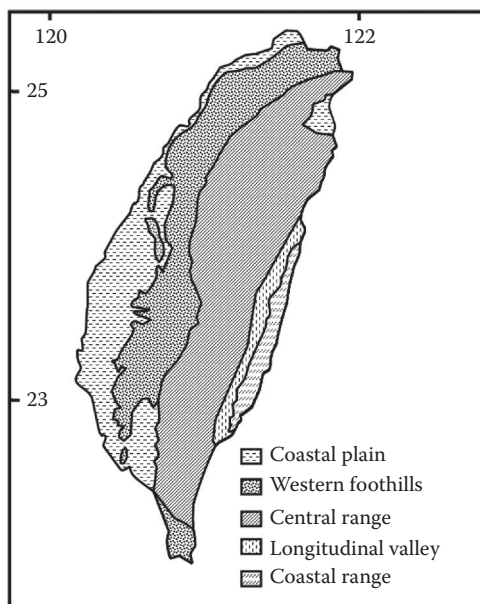 120
122
25
23
Coastal plain
Western foothills
Central range
Longitudinal valley
Coastal range